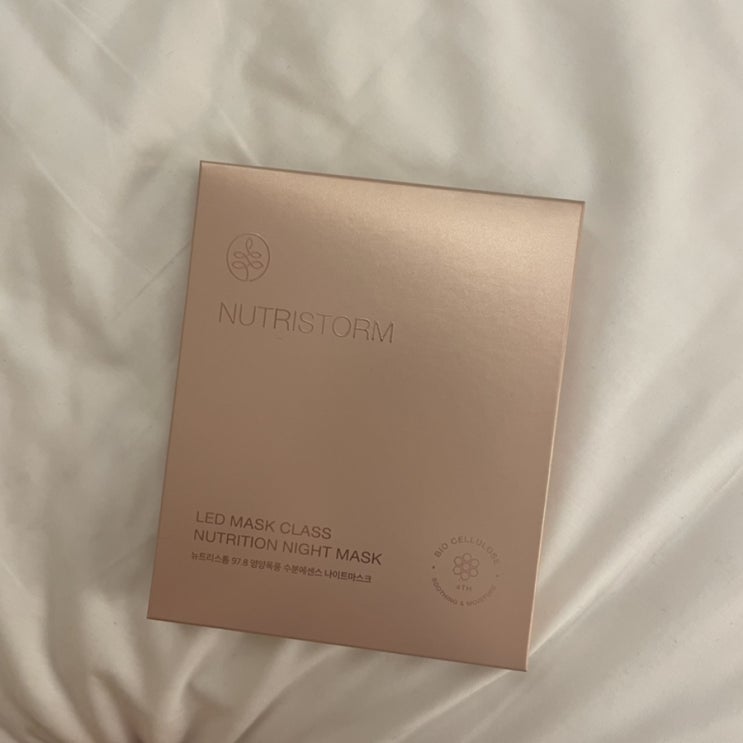 NUTRISTORM
LED MASK CLASS
NUTRITION NIGHT MASK
뉴트리스톰 97.8 영양폭풍 수분에센스 나이트마스크
BIO CELLULOSE
4TH
SOOTHING & MOISTURE